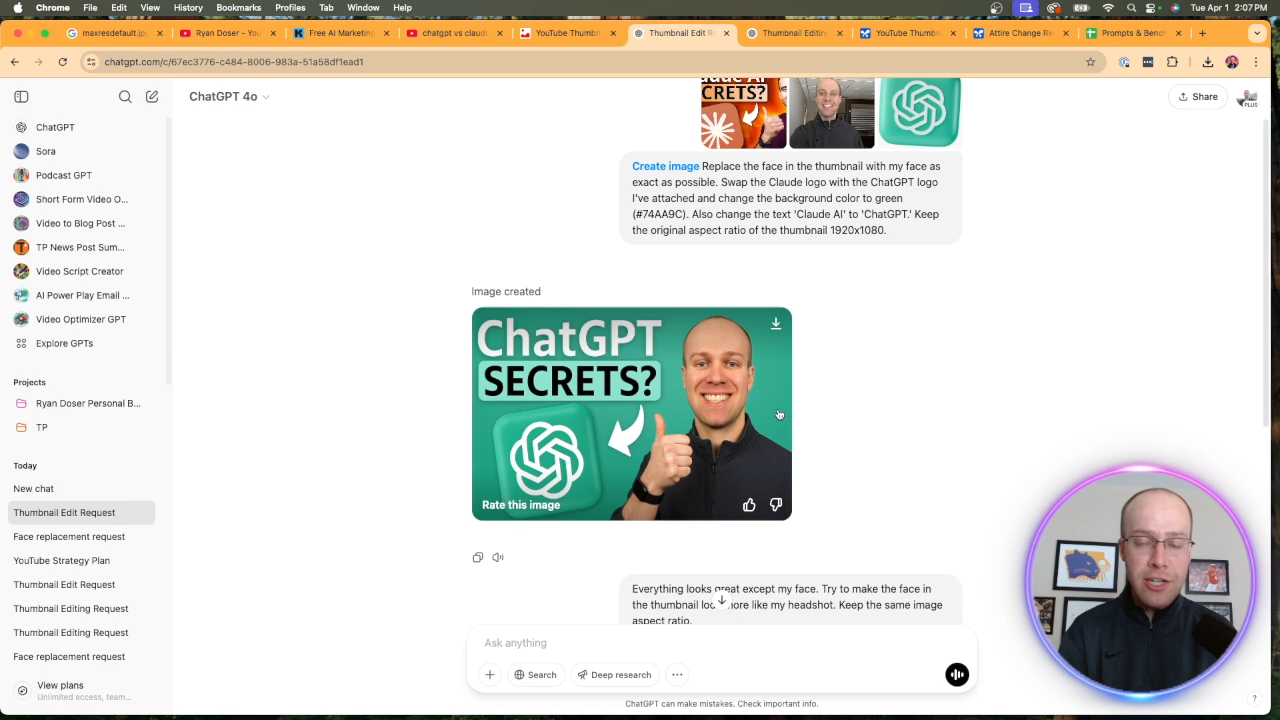 Chrome File Edit View History Bookmarks Profiles Tab Window Help
Tue Apr 1 2:07 PM
maxresdefault.jp
Ryan Doser - You
Free AI Marketing
chatgpt vs claude
YouTube Thumbn
Thumbnail Edit R
Thumbnail Editin
YouTube Thumb
Attire Change Re
Prompts & Bench
chatgpt.com/c/67ec3776-c484-8006-983a-51a58df1ead1
ChatGPT 4o
Share
PLUS
ChatGPT
Sora
Podcast GPT
Short Form Video O...
Video to Blog Post ...
TP News Post Sum...
Video Script Creator
AI Power Play Email ...
Video Optimizer GPT
Explore GPTs
Projects
Ryan Doser Personal B...
TP
Today
New chat
Thumbnail Edit Request
Face replacement request
YouTube Strategy Plan
Thumbnail Edit Request
Thumbnail Editing Request
Thumbnail Editing Request
Face replacement request
View plans
Unlimited access, team...
CRETS?
Create image Replace the face in the thumbnail with my face as
exact as possible. Swap the Claude logo with the ChatGPT logo
I've attached and change the background color to green
(#74AA9C). Also change the text 'Claude AI' to 'ChatGPT.' Keep
the original aspect ratio of the thumbnail 1920x1080.
Image created
ChatGPT
SECRETS?
Rate this image
Everything looks great except my face. Try to make the face in
the thumbnail look more like my headshot. Keep the same image
aspect ratio.
Ask anything
Search
Deep research
ChatGPT can make mistakes. Check important info.
?